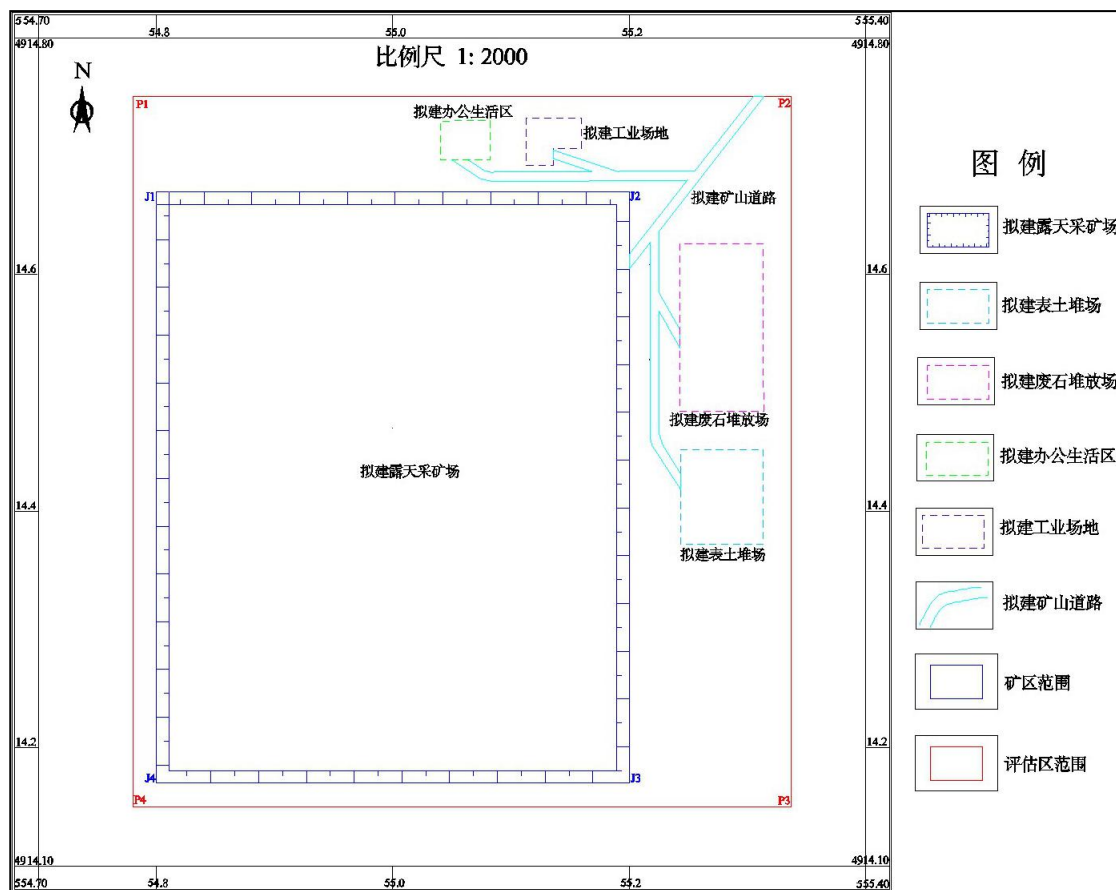 554.70
54.8
55.0
55.2
555.40
4914.80
4914.80
比例尺 1: 2000
N
P1
P2
拟建办公生活区
拟建工业场地
图 例
J1
J2
拟建矿山道路
拟建露天采矿场
14.6
14.6
拟建表土堆场
拟建废石堆放场
拟建废石堆放场
拟建露天采矿场
拟建办公生活区
14.4
14.4
拟建工业场地
拟建表土堆场
拟建矿山道路
矿区范围
14.2
14.2
评估区范围
J4
J3
P4
P3
4914.10
4914.10
554.70
54.8
55.0
55.2
555.40